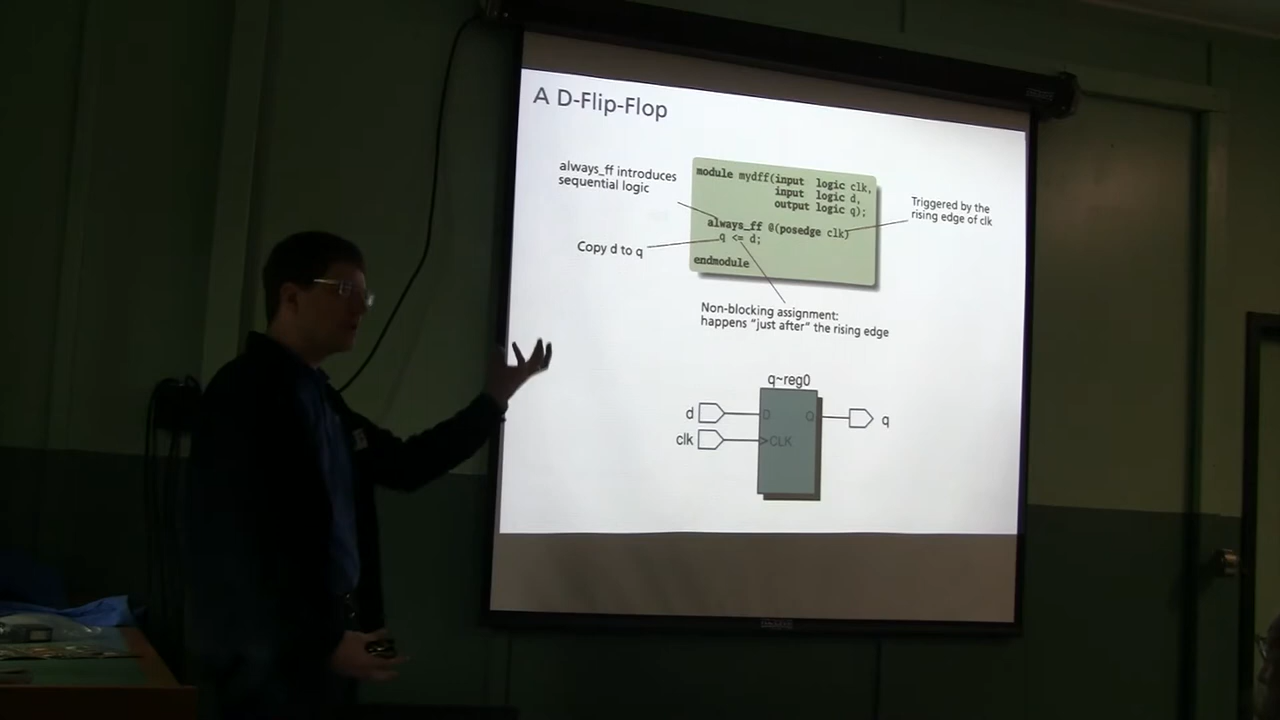 A D-Flip-Flop
always_ff introduces
sequential logic
module mydff(input logic clk,
input logic d,
output logic q);
always_ff @(posedge clk)
q <= d;
endmodule
Triggered by the
rising edge of clk
Copy d to q
Non-blocking assignment:
happens "just after" the rising edge
q~reg0
d
D
Q
q
clk
CLK